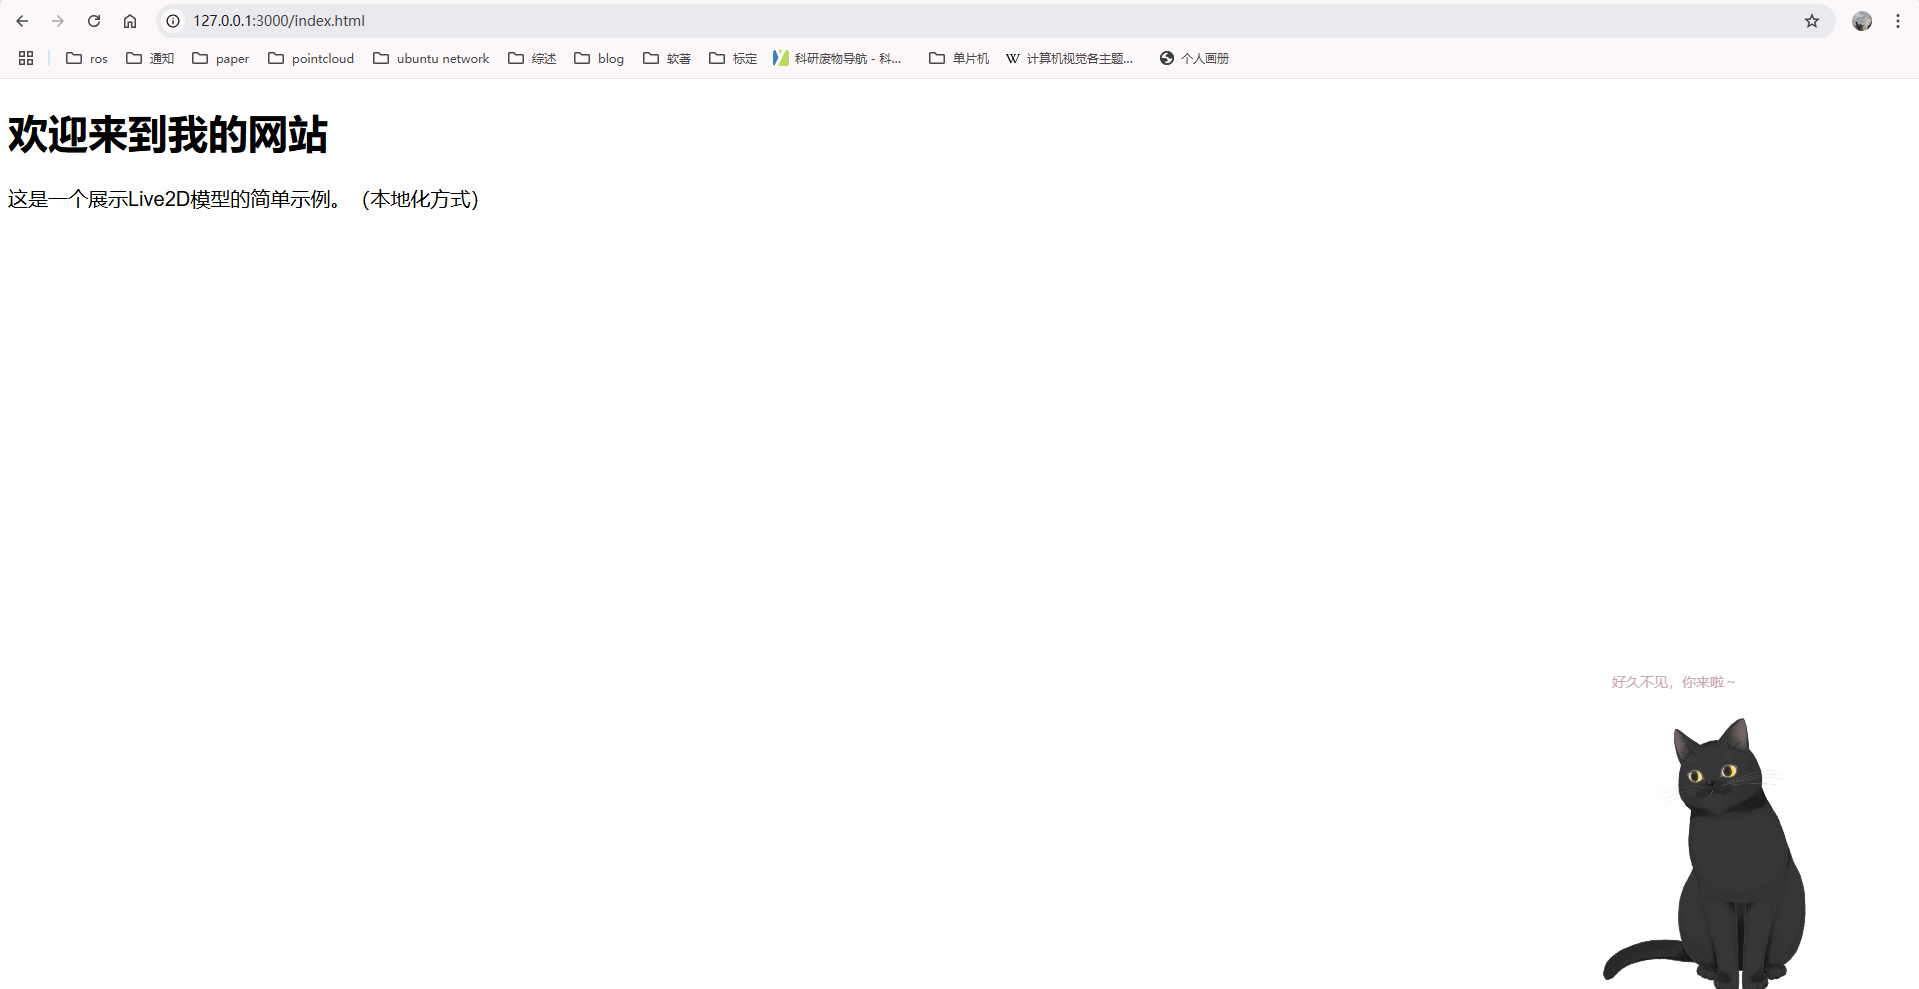 127.0.0.1:3000/index.html
ros 通知 paper pointcloud ubuntu network 综述 blog 软著 标定 科研废物导航 - 科... 单片机 W 计算机视觉各主题... 个人画册
欢迎来到我的网站
这是一个展示Live2D模型的简单示例。（本地化方式）
好久不见，你来啦～